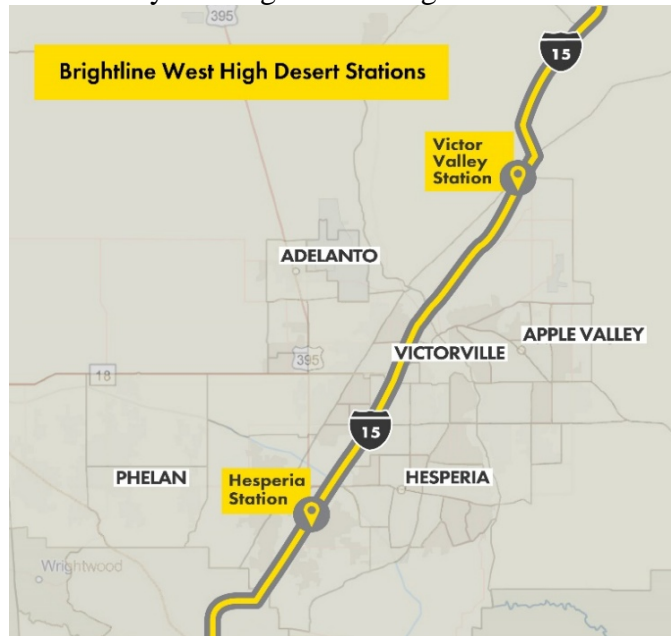 395
Brightline West High Desert Stations
15
Victor
Valley
Station
ADELANTO
APPLE VALLEY
VICTORVILLE
395
18
15
PHELAN
Hesperia
Station
HESPERIA
Wrightwood